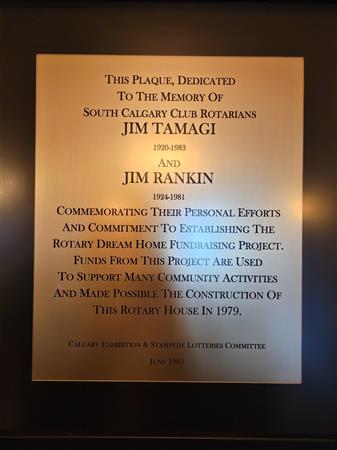 This Plaque, Dedicated
To The Memory Of
South Calgary Club Rotarians
JIM TAMAGI
1920-1983
And
JIM RANKIN
1924-1981
Commemorating Their Personal Efforts
And Commitment To Establishing The
Rotary Dream Home Fundraising Project.
Funds From This Project Are Used
To Support Many Community Activities
And Made Possible The Construction Of
This Rotary House In 1979.
Calgary Exhibition & Stampede Lotteries Committee
June 1983